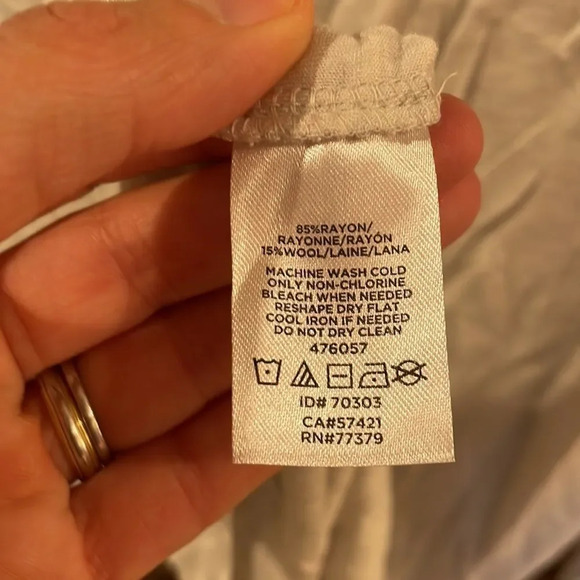 85%RAYON/
RAYONNE/RAYÓN
15%WOOL/LAINE/LANA
MACHINE WASH COLD
ONLY NON-CHLORINE
BLEACH WHEN NEEDED
RESHAPE DRY FLAT
COOL IRON IF NEEDED
DO NOT DRY CLEAN
476057
ID# 70303
CA#57421
RN#77379